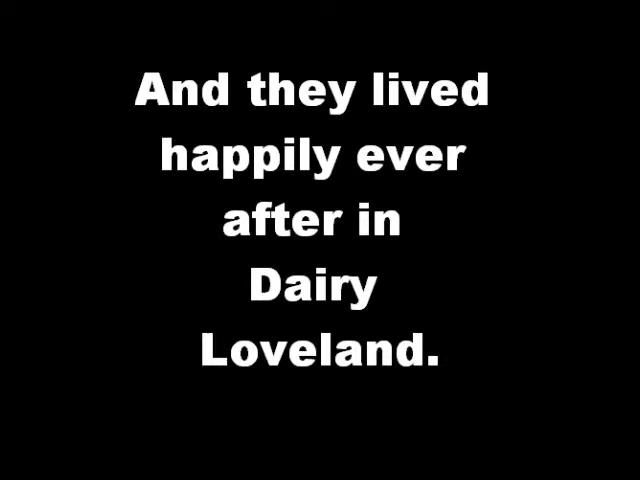 And they lived
happily ever
after in
Dairy
Loveland.